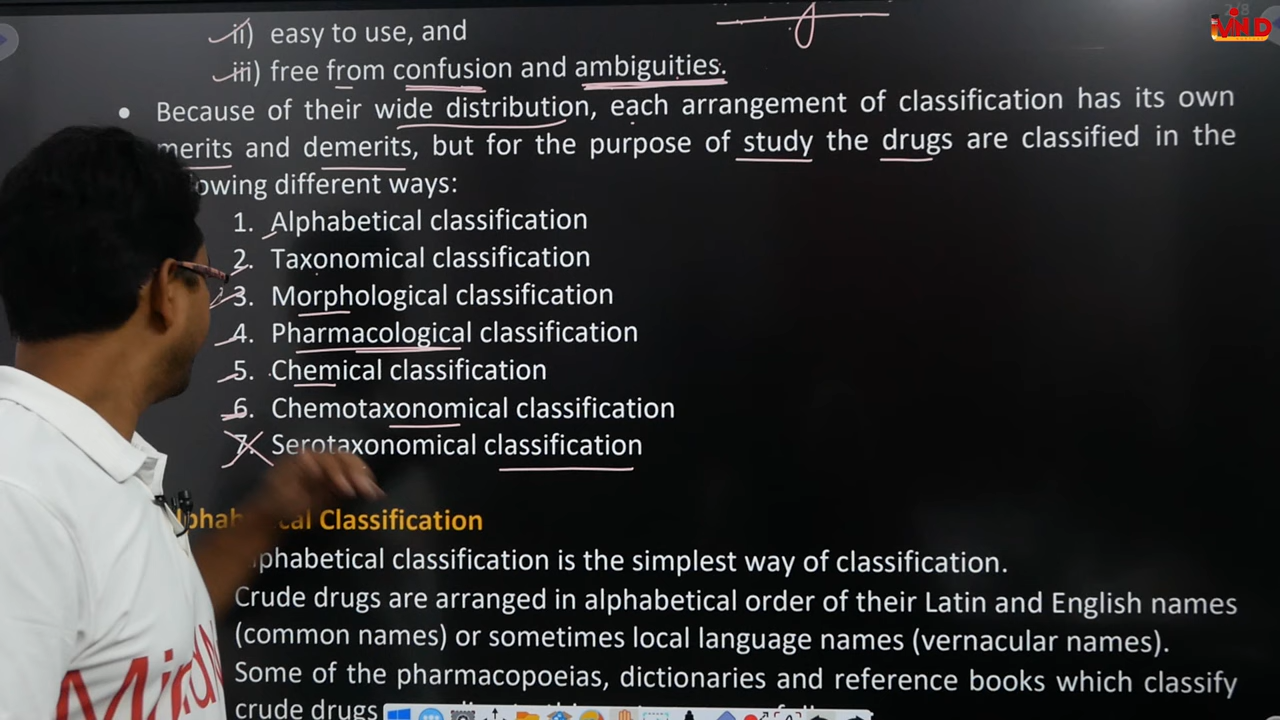 2/8
MIND
ii) easy to use, and
iii) free from confusion and ambiguities.
• Because of their wide distribution, each arrangement of classification has its own
merits and demerits, but for the purpose of study the drugs are classified in the
owing different ways:
1. Alphabetical classification
2. Taxonomical classification
3. Morphological classification
4. Pharmacological classification
5. Chemical classification
6. Chemotaxonomical classification
7. Serotaxonomical classification
Classification
phabetical classification is the simplest way of classification.
Crude drugs are arranged in alphabetical order of their Latin and English names
(common names) or sometimes local language names (vernacular names).
Some of the pharmacopoeias, dictionaries and reference books which classify
crude drugs